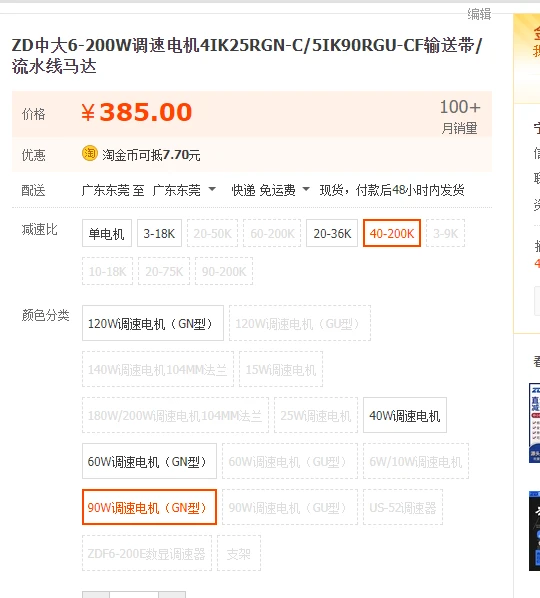 编辑
ZD中大6-200W调速电机4IK25RGN-C/5IK90RGU-CF输送带/
流水线马达
价格
¥385.00
100+
月销量
优惠
淘 淘金币可抵7.70元
配送
广东东莞 至 广东东莞 快递 免运费 现货，付款后48小时内发货
减速比
单电机 3-18K 20-50K 60-200K 20-36K 40-200K 3-9K
10-18K 20-75K 90-200K
颜色分类
120W调速电机（GN型） 120W调速电机（GU型）
140W调速电机104MM法兰 15W调速电机
180W/200W调速电机104MM法兰 25W调速电机 40W调速电机
60W调速电机（GN型） 60W调速电机（GU型） 6W/10W调速电机
90W调速电机（GN型） 90W调速电机（GU型） US-52调速器
ZDF6-200E数显调速器 支架